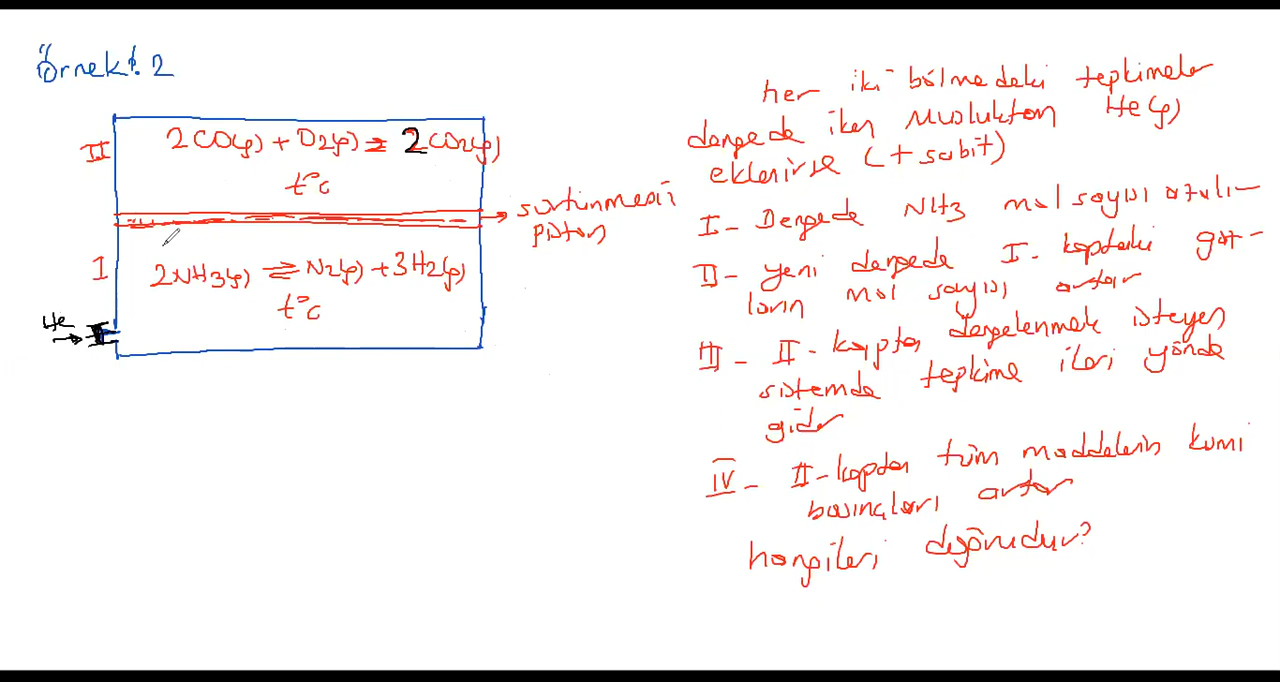 Örnek: 2
II
2CO(g) + O2(g) ⇌ 2CO2(g)
t°C
sürtünmesiz
piston
I
2NH3(g) ⇌ N2(g) + 3H2(g)
t°C
He
her iki bölmedeki tepkimeler
dengede iken musluktan He(g)
eklenirse (t sabit)
I- Dengede NH3 mol sayısı azalır
II- yeni dengede I- kaptaki gaz-
ların mol sayısı artar
III- II- kapta dengelenmek isteyen
sistemde tepkime ileri yönde
gider
IV- II- kapta tüm maddelerin kısmi
basınçları artar
hangileri doğrudur?